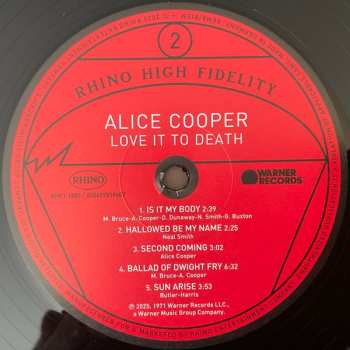 2
RHINO HIGH FIDELITY
ALICE COOPER
LOVE IT TO DEATH
RHINO
WARNER RECORDS
1. IS IT MY BODY 2:39
M. Bruce-A. Cooper-D. Dunaway-N. Smith-G. Buxton
2. HALLOWED BE MY NAME 2:25
Neal Smith
3. SECOND COMING 3:02
Alice Cooper
4. BALLAD OF DWIGHT FRY 6:32
M. Bruce-A. Cooper
5. SUN ARISE 3:53
Butler-Harris
℗ 2025, 1971 Warner Records LLC.,
a Warner Music Group Company.